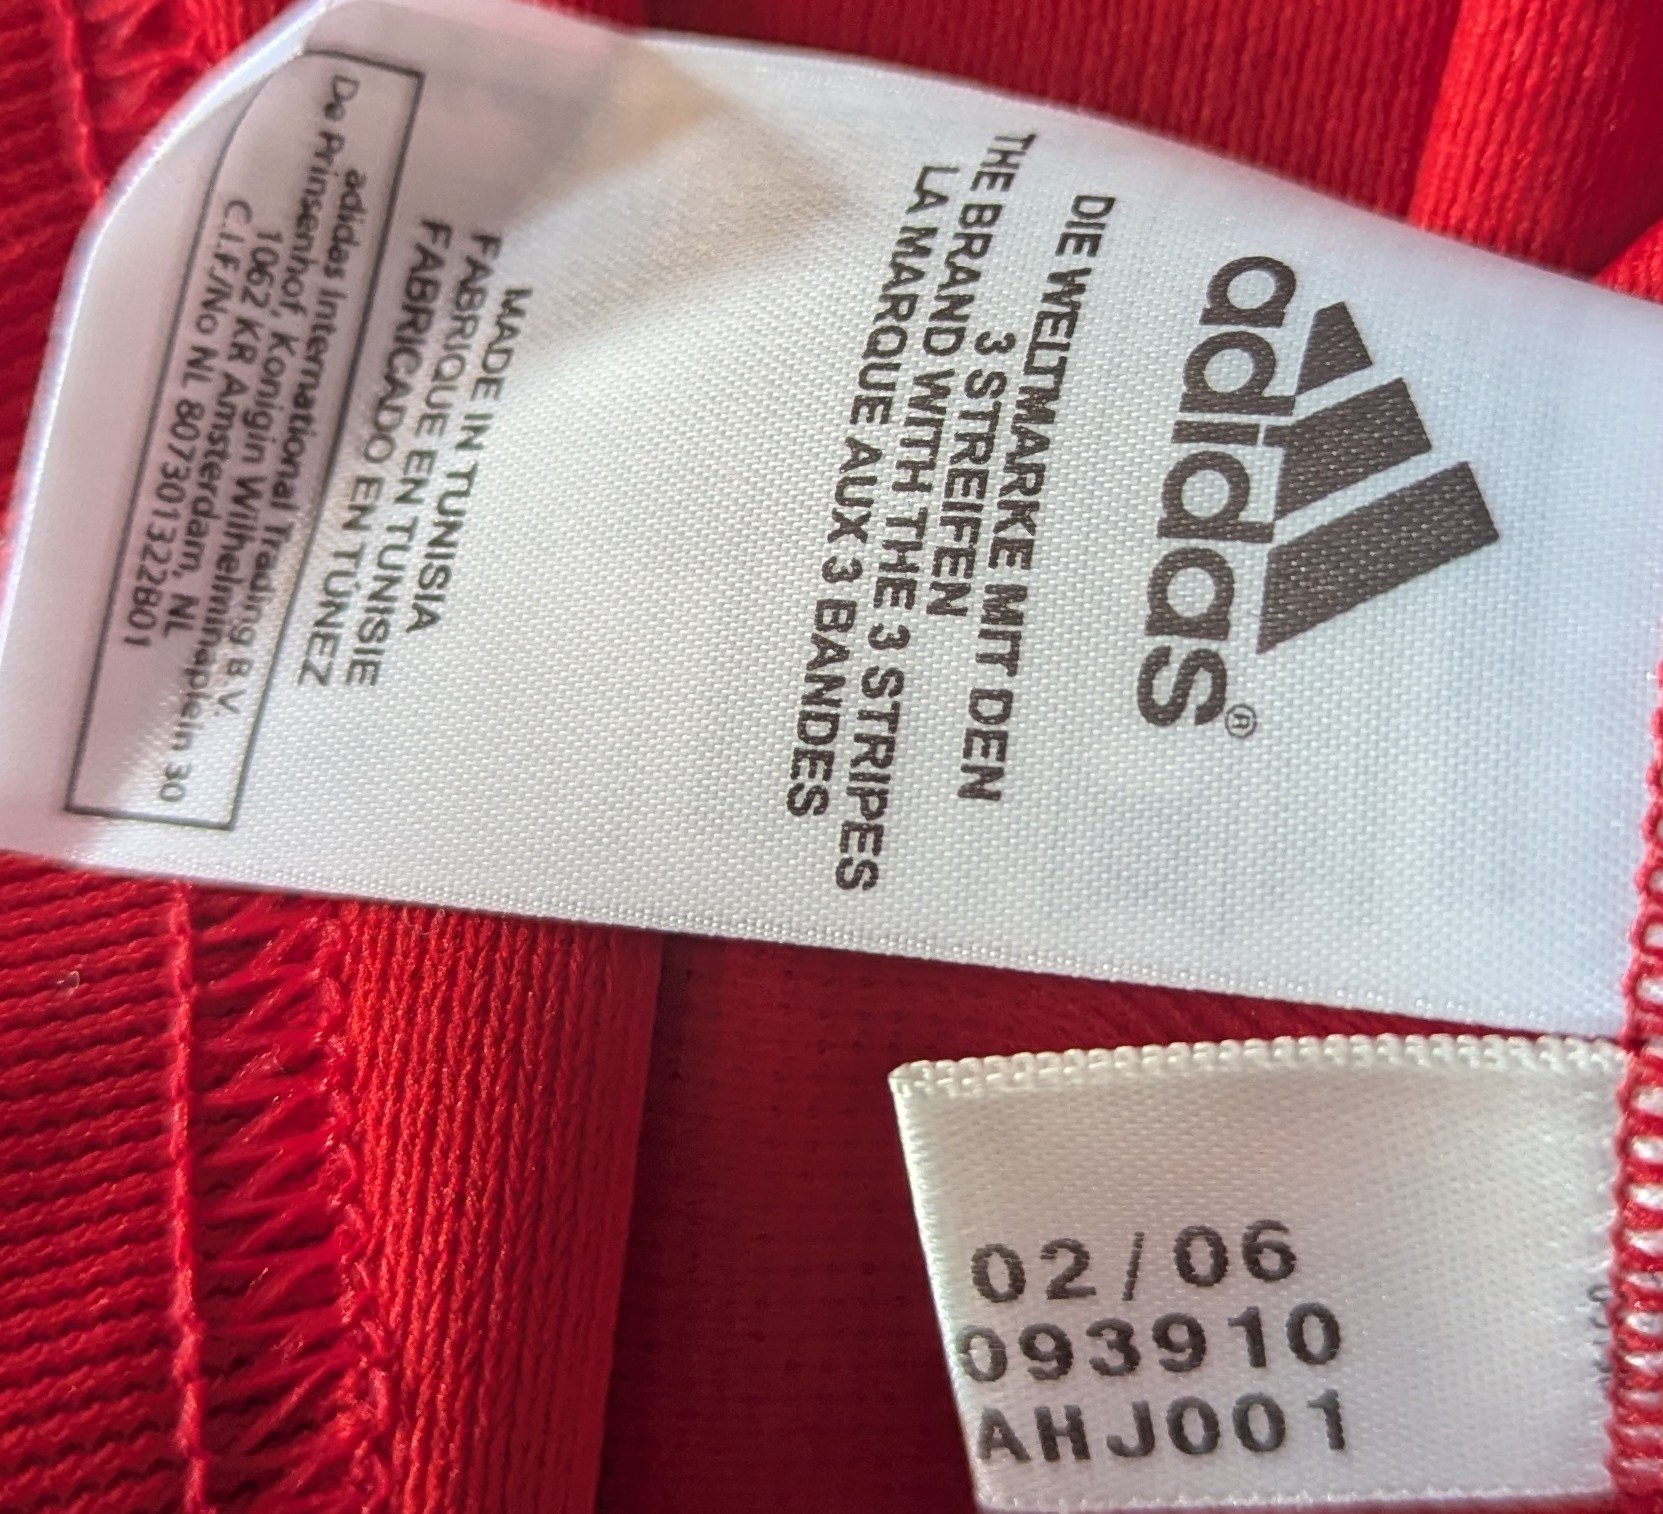 adidas®
DIE WELTMARKE MIT DEN
3 STREIFEN
THE BRAND WITH THE 3 STRIPES
LA MARQUE AUX 3 BANDES
MADE IN TUNISIA
FABRIQUE EN TUNISIE
FABRICADO EN TÚNEZ
adidas International Trading B V.
De Prinsenhof, Konigin Wilhelminaplein 30
1062 KR Amsterdam, NL
C.I.F./No NL 807301322B01
02/06
093910
AHJ001